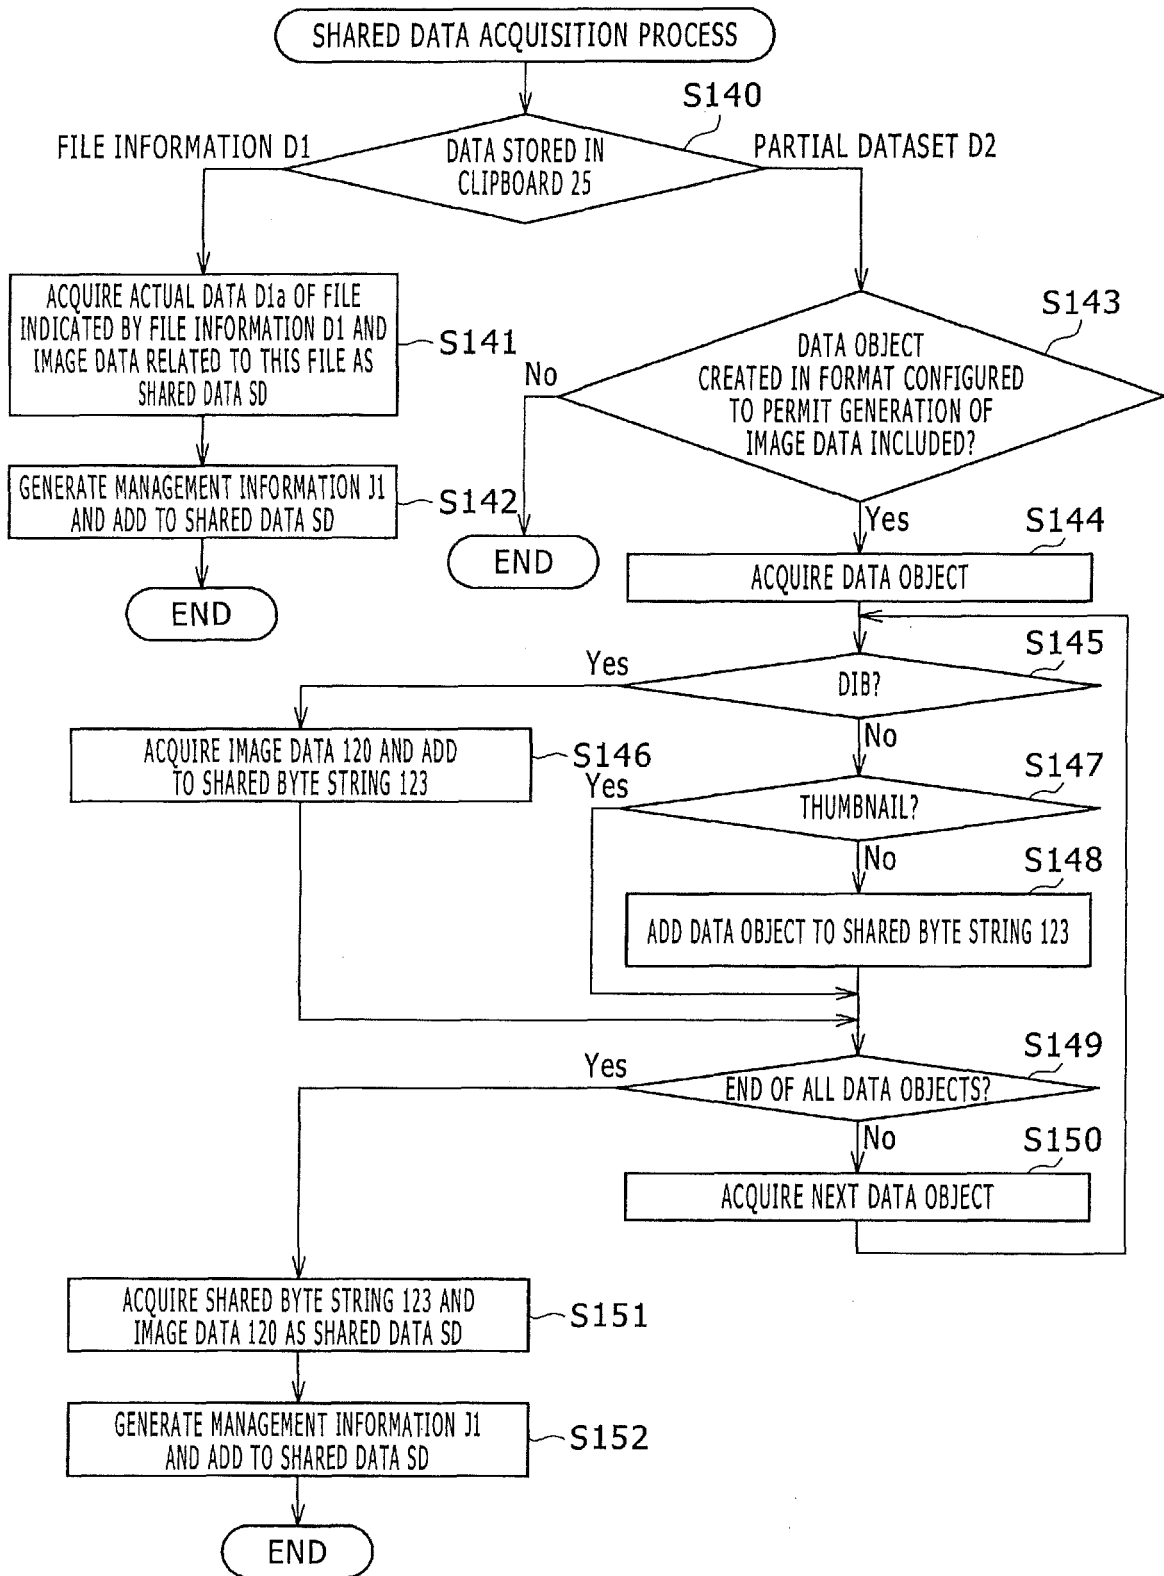 SHARED DATA ACQUISITION PROCESS
S140
FILE INFORMATION D1
DATA STORED IN
CLIPBOARD 25
PARTIAL DATASET D2
ACQUIRE ACTUAL DATA D1a OF FILE
INDICATED BY FILE INFORMATION D1 AND
IMAGE DATA RELATED TO THIS FILE AS
SHARED DATA SD
S141
GENERATE MANAGEMENT INFORMATION J1
AND ADD TO SHARED DATA SD
S142
END
S143
DATA OBJECT
CREATED IN FORMAT CONFIGURED
TO PERMIT GENERATION OF
IMAGE DATA INCLUDED?
No
END
Yes
S144
ACQUIRE DATA OBJECT
S145
Yes
DIB?
No
ACQUIRE IMAGE DATA 120 AND ADD
TO SHARED BYTE STRING 123
S146
S147
Yes
THUMBNAIL?
No
S148
ADD DATA OBJECT TO SHARED BYTE STRING 123
S149
Yes
END OF ALL DATA OBJECTS?
No
S150
ACQUIRE NEXT DATA OBJECT
ACQUIRE SHARED BYTE STRING 123 AND
IMAGE DATA 120 AS SHARED DATA SD
S151
GENERATE MANAGEMENT INFORMATION J1
AND ADD TO SHARED DATA SD
S152
END